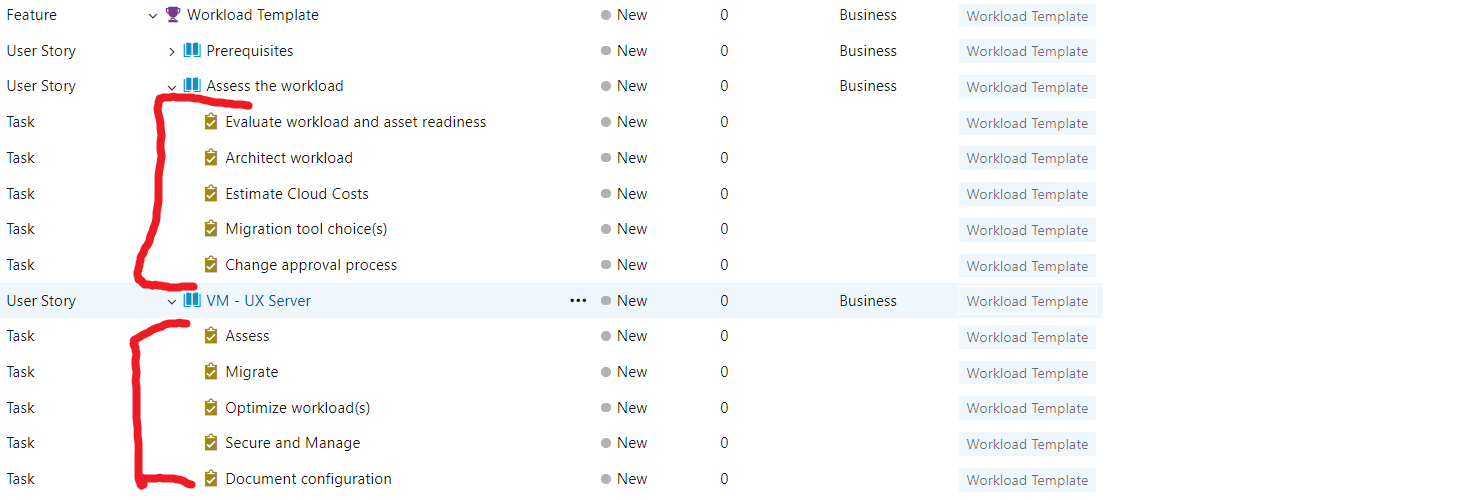 Feature Workload Template New 0 Business Workload Template
User Story Prerequisites New 0 Business Workload Template
User Story Assess the workload New 0 Business Workload Template
Task Evaluate workload and asset readiness New 0 Workload Template
Task Architect workload New 0 Workload Template
Task Estimate Cloud Costs New 0 Workload Template
Task Migration tool choice(s) New 0 Workload Template
Task Change approval process New 0 Workload Template
User Story VM - UX Server ••• New 0 Business Workload Template
Task Assess New 0 Workload Template
Task Migrate New 0 Workload Template
Task Optimize workload(s) New 0 Workload Template
Task Secure and Manage New 0 Workload Template
Task Document configuration New 0 Workload Template